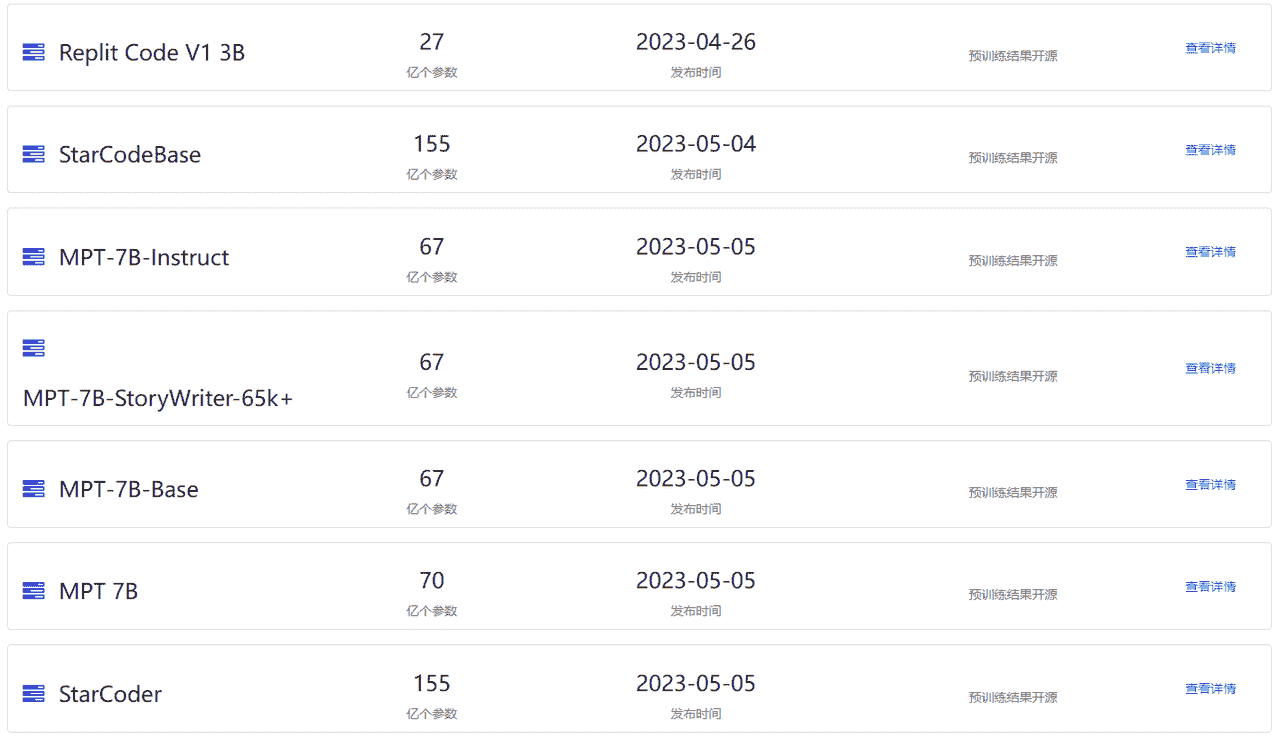 Replit Code V1 3B
27
亿个参数
2023-04-26
发布时间
预训练结果开源
查看详情
StarCodeBase
155
亿个参数
2023-05-04
发布时间
预训练结果开源
查看详情
MPT-7B-Instruct
67
亿个参数
2023-05-05
发布时间
预训练结果开源
查看详情
MPT-7B-StoryWriter-65k+
67
亿个参数
2023-05-05
发布时间
预训练结果开源
查看详情
MPT-7B-Base
67
亿个参数
2023-05-05
发布时间
预训练结果开源
查看详情
MPT 7B
70
亿个参数
2023-05-05
发布时间
预训练结果开源
查看详情
StarCoder
155
亿个参数
2023-05-05
发布时间
预训练结果开源
查看详情